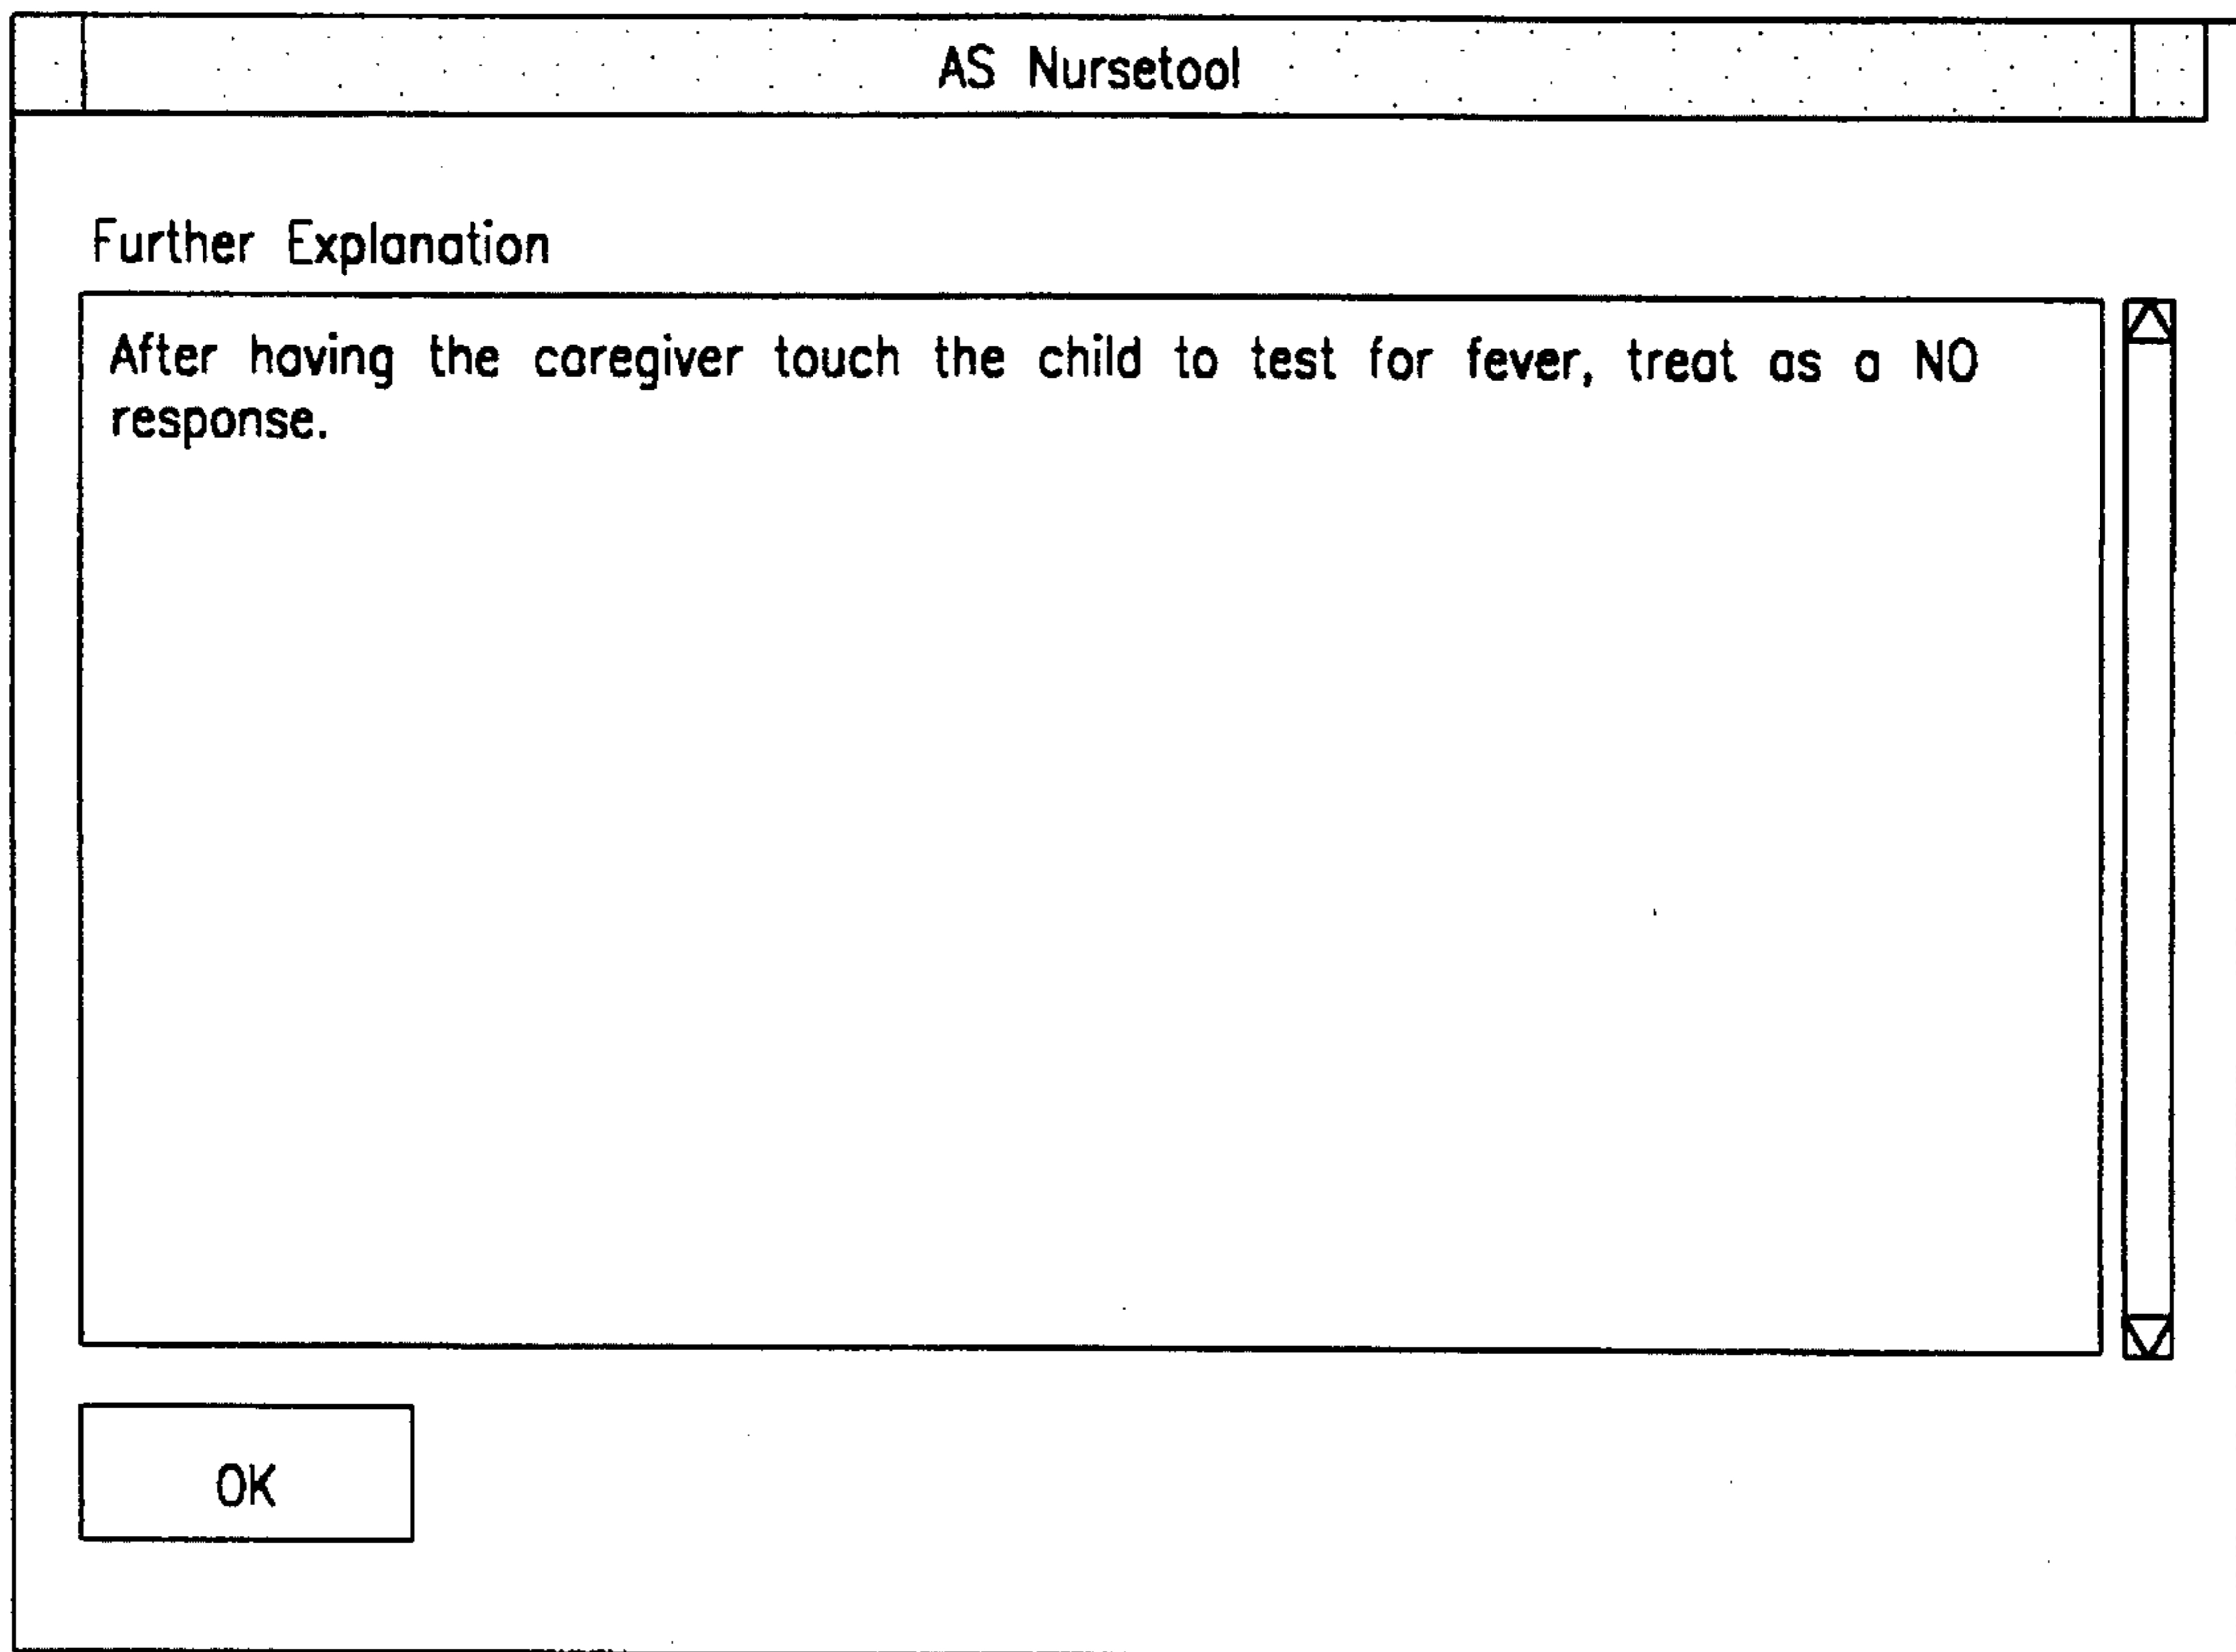 AS Nursetool
Further Explanation
After having the caregiver touch the child to test for fever, treat as a NO
response.
OK